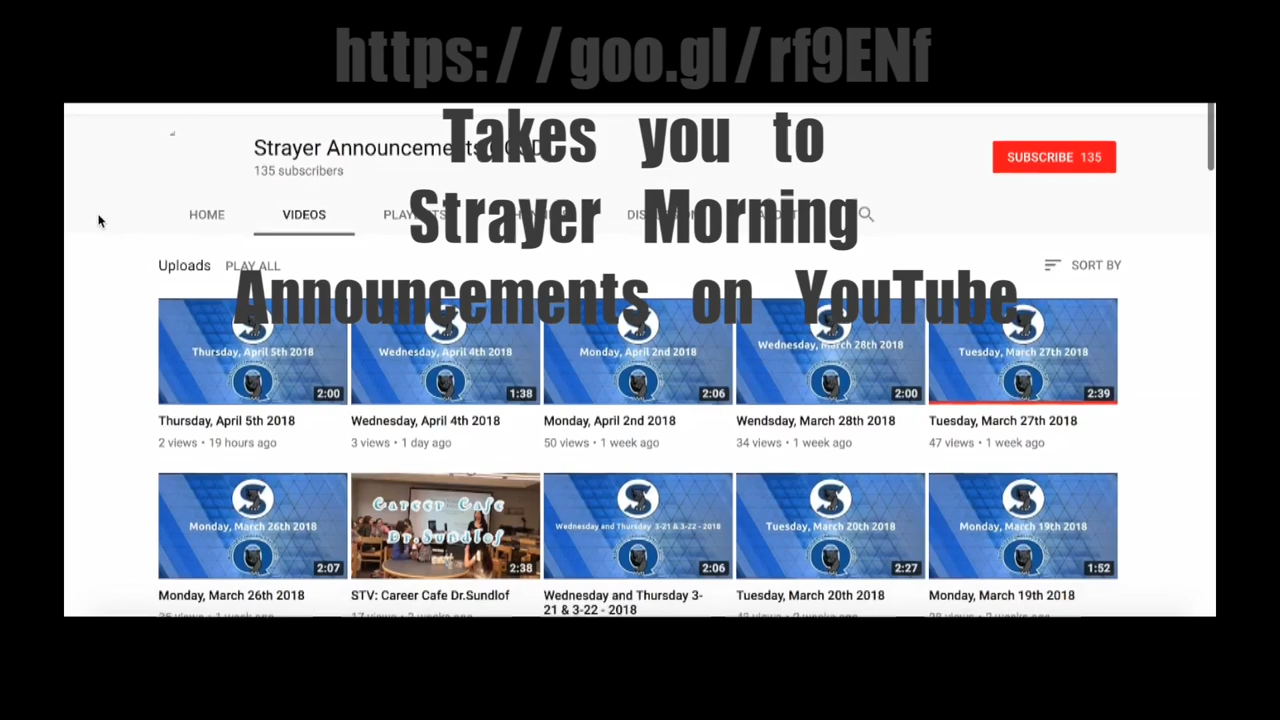 https://goo.gl/rf9ENf
Takes you to
Strayer Morning
Announcements on YouTube
Strayer Announcements
135 subscribers
SUBSCRIBE 135
HOME VIDEOS
Uploads PLAY ALL
SORT BY
Thursday, April 5th 2018
Wednesday, April 4th 2018
Monday, April 2nd 2018
Wednesday, March 28th 2018
Tuesday, March 27th 2018
2:00
1:38
2:06
2:00
2:39
Thursday, April 5th 2018
2 views • 19 hours ago
Wednesday, April 4th 2018
3 views • 1 day ago
Monday, April 2nd 2018
50 views • 1 week ago
Wendsday, March 28th 2018
34 views • 1 week ago
Tuesday, March 27th 2018
47 views • 1 week ago
Monday, March 26th 2018
Career Cafe
Dr.Sundlof
Wednesday and Thursday 3-21 & 3-22 - 2018
Tuesday, March 20th 2018
Monday, March 19th 2018
2:07
2:38
2:06
2:27
1:52
Monday, March 26th 2018
STV: Career Cafe Dr.Sundlof
Wednesday and Thursday 3-
21 & 3-22 - 2018
Tuesday, March 20th 2018
Monday, March 19th 2018